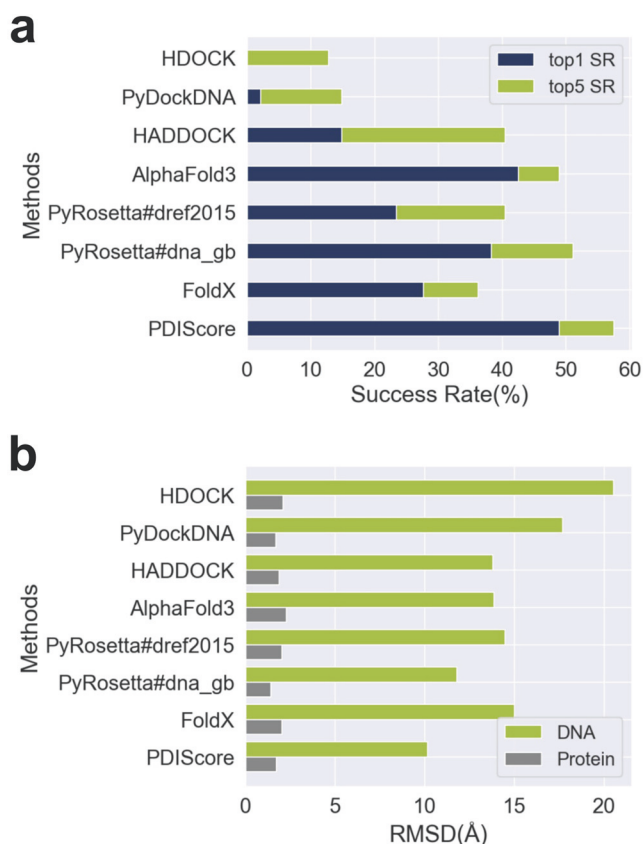 a
Methods
HDOCK
PyDockDNA
HADDOCK
AlphaFold3
PyRosetta#dref2015
PyRosetta#dna_gb
FoldX
PDIScore
top1 SR
top5 SR
0 10 20 30 40 50 60
Success Rate(%)
b
Methods
HDOCK
PyDockDNA
HADDOCK
AlphaFold3
PyRosetta#dref2015
PyRosetta#dna_gb
FoldX
PDIScore
DNA
Protein
0 5 10 15 20
RMSD(Å)